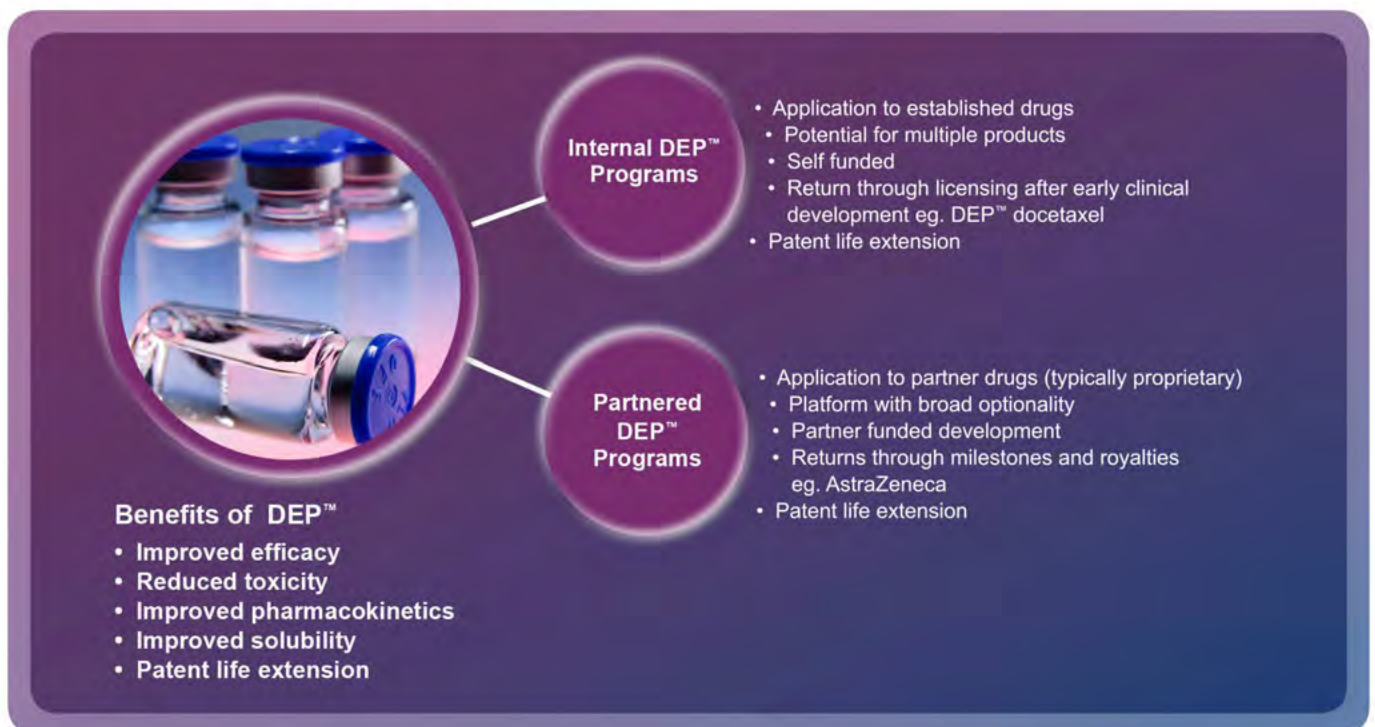 Internal DEP™
Programs
• Application to established drugs
• Potential for multiple products
• Self funded
• Return through licensing after early clinical
development eg. DEP™ docetaxel
• Patent life extension
Partnered
DEP™
Programs
• Application to partner drugs (typically proprietary)
• Platform with broad optionality
• Partner funded development
• Returns through milestones and royalties
eg. AstraZeneca
• Patent life extension
Benefits of DEP™
• Improved efficacy
• Reduced toxicity
• Improved pharmacokinetics
• Improved solubility
• Patent life extension